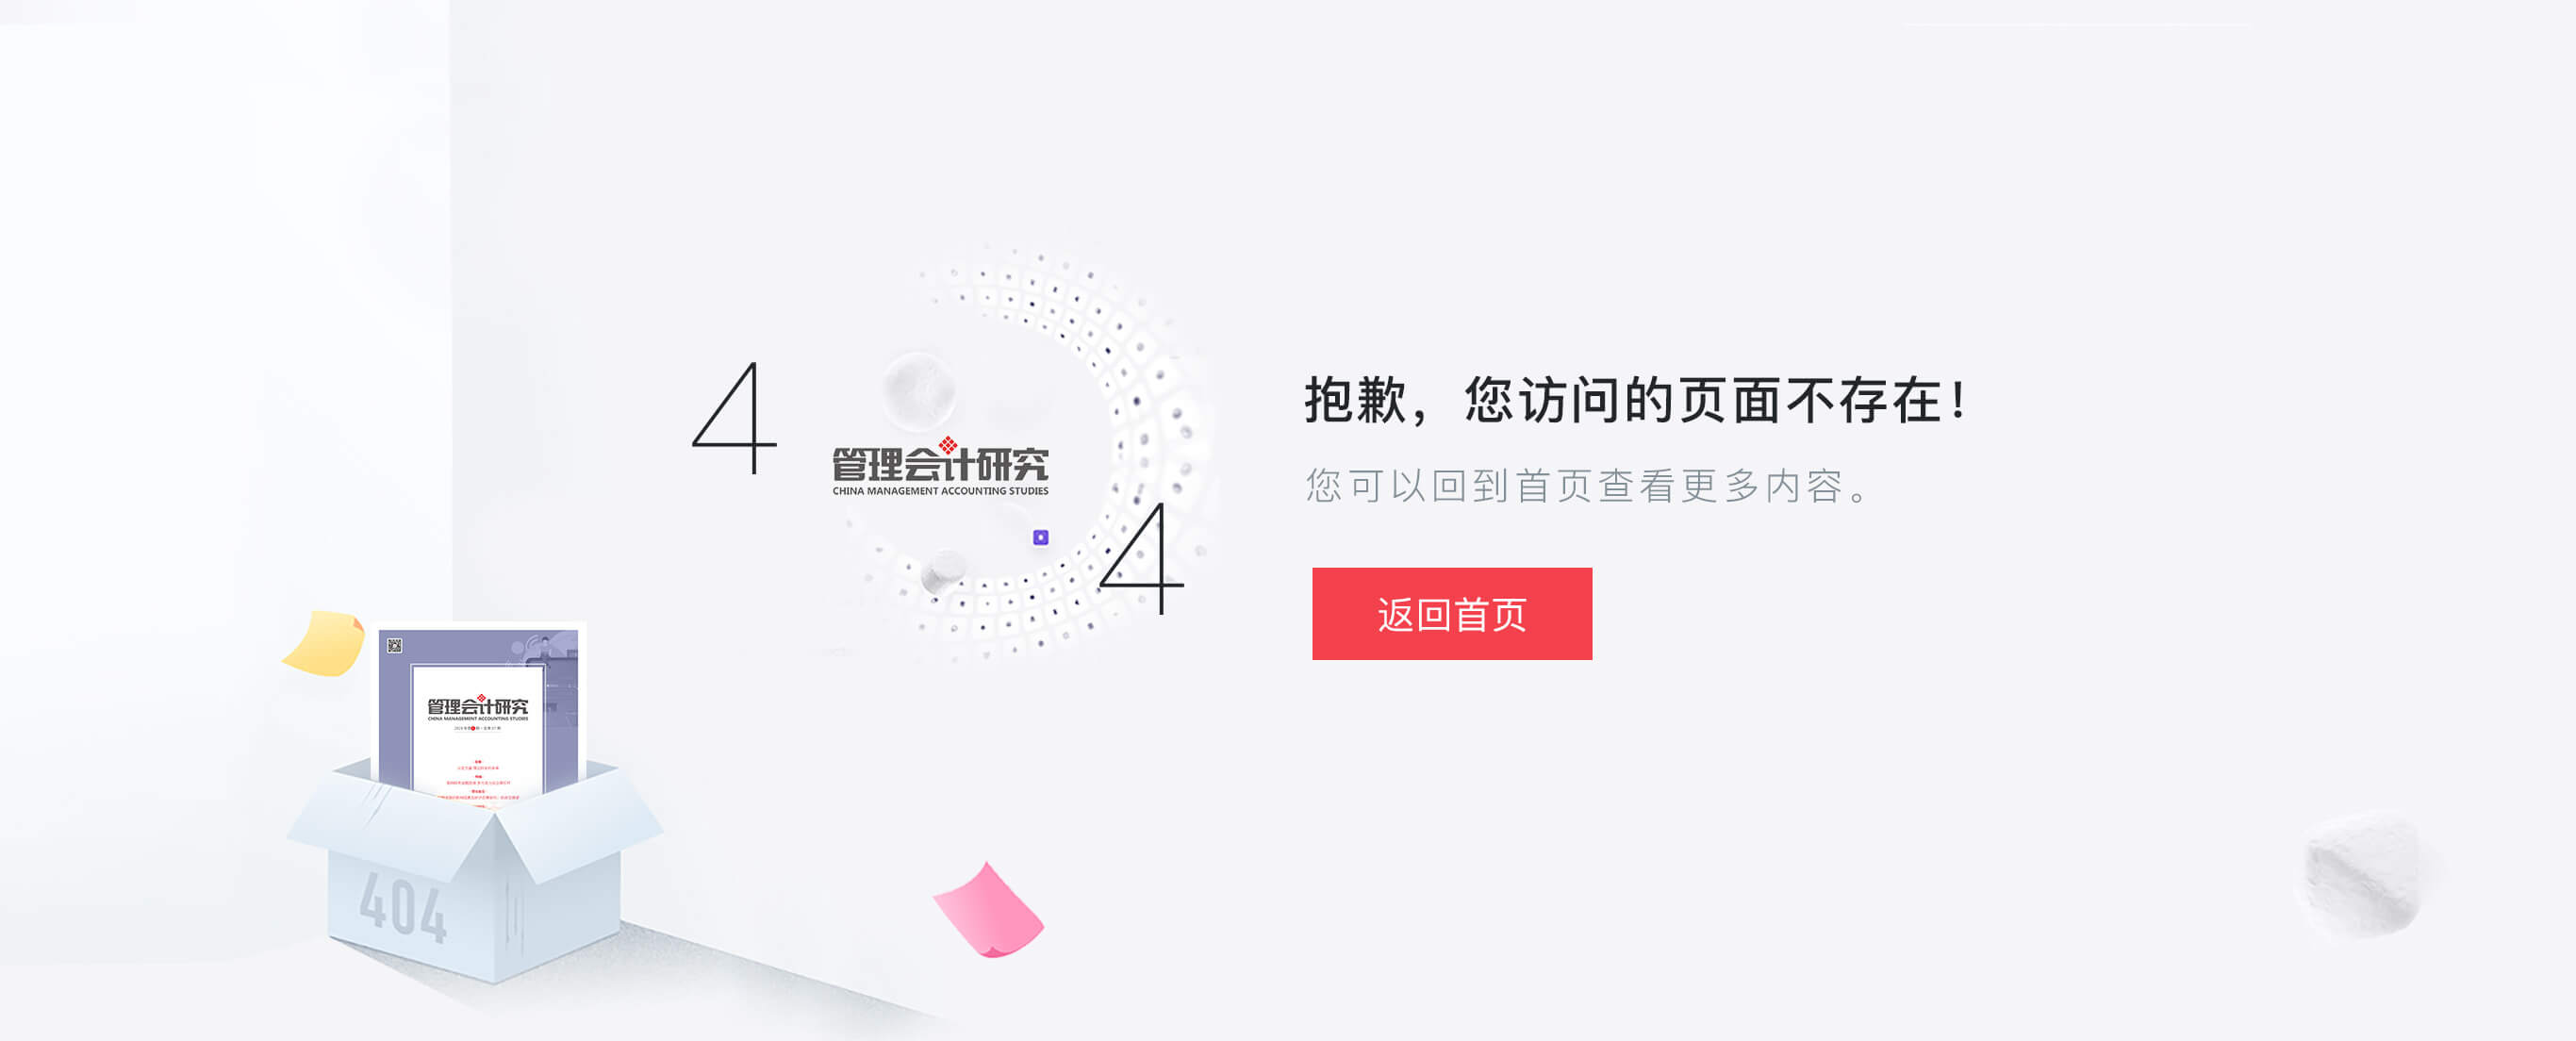 4
管理会计研究
CHINA MANAGEMENT ACCOUNTING STUDIES
4
抱歉，您访问的页面不存在！
您可以回到首页查看更多内容。
返回首页
管理会计研究
CHINA MANAGEMENT ACCOUNTING STUDIES
404